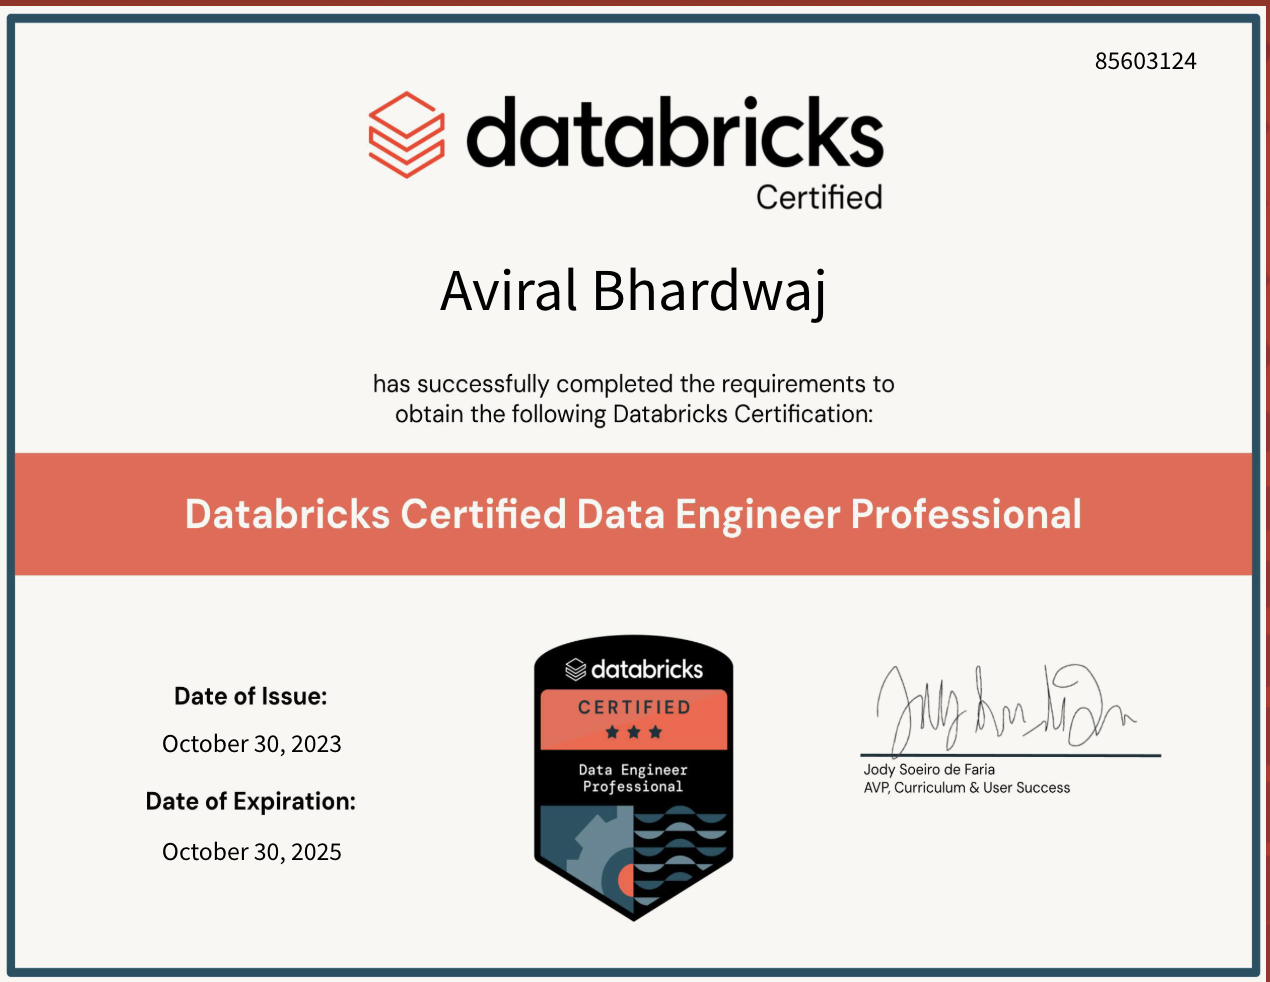 85603124
databricks
Certified
Aviral Bhardwaj
has successfully completed the requirements to
obtain the following Databricks Certification:
Databricks Certified Data Engineer Professional
Date of Issue:
October 30, 2023
Date of Expiration:
October 30, 2025
databricks
CERTIFIED
Data Engineer
Professional
Jody Soeiro de Faria
AVP, Curriculum & User Success